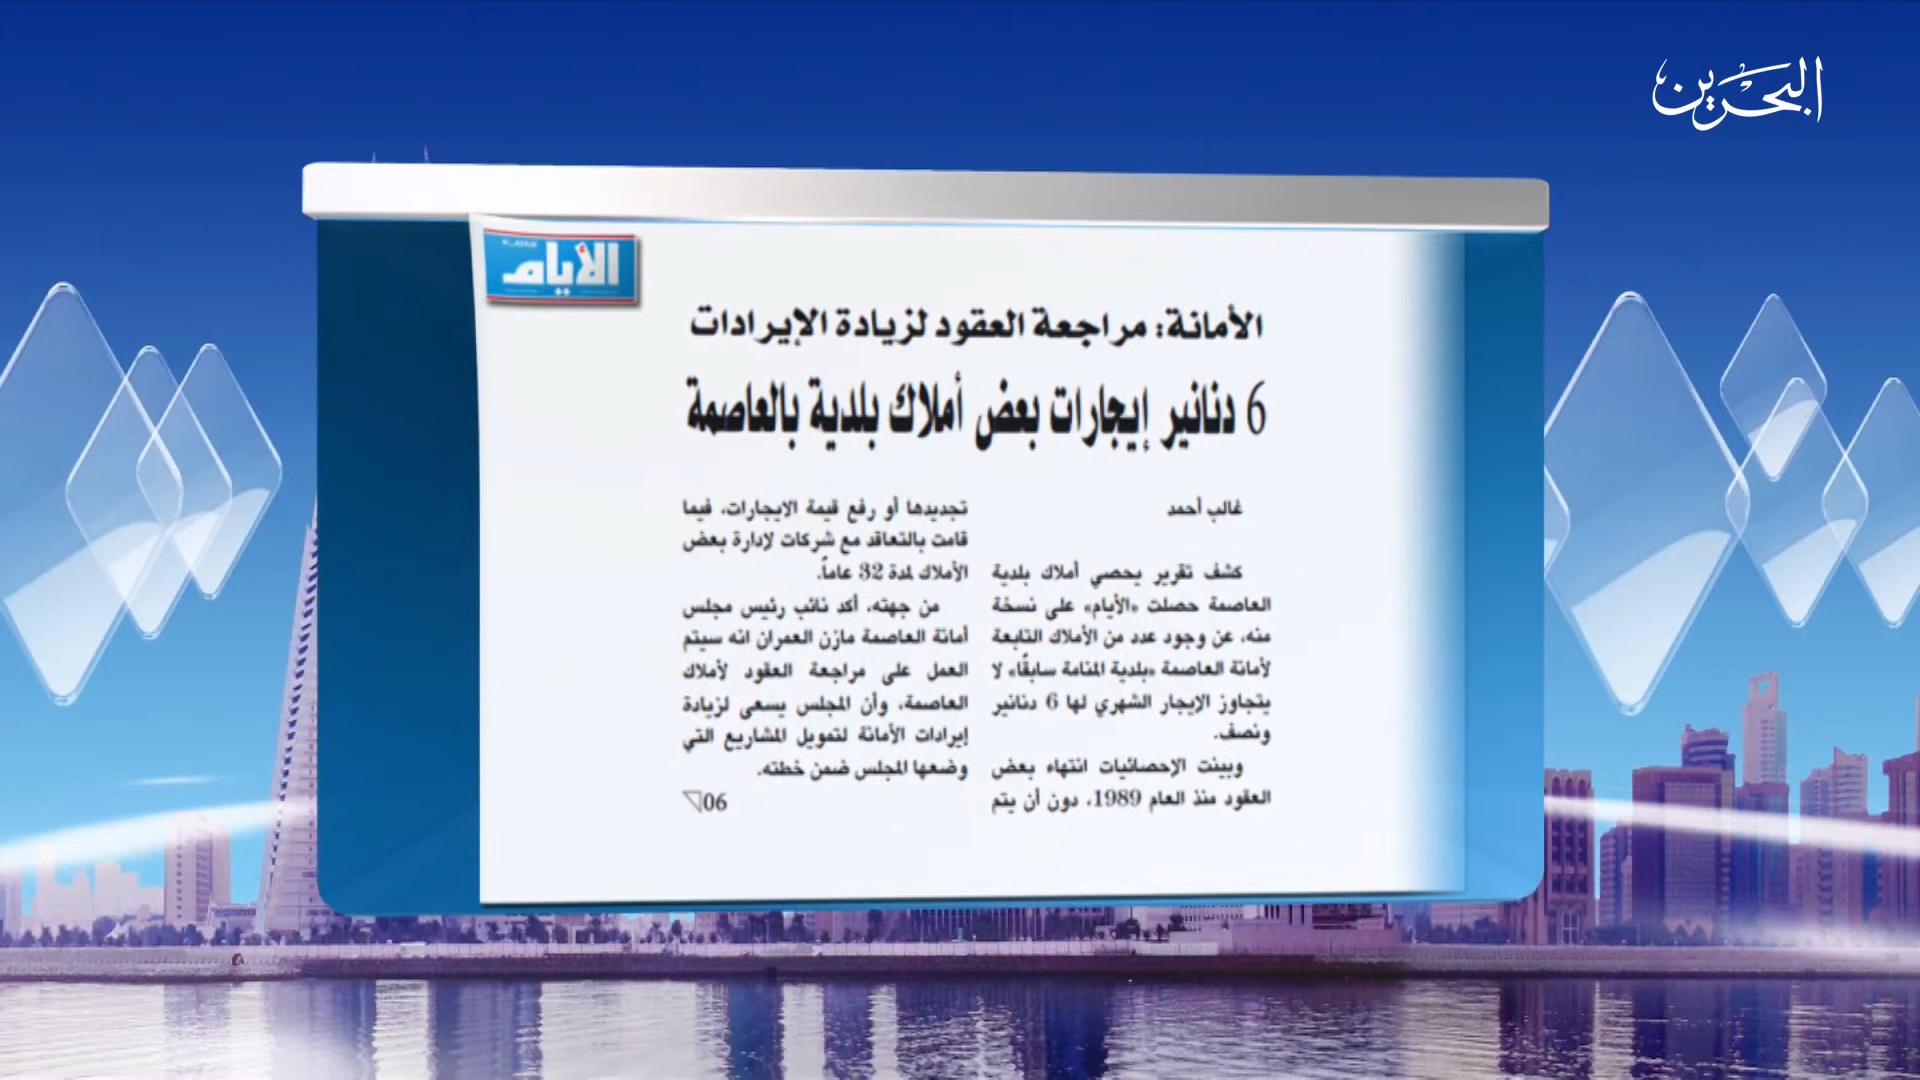 البحرين
الأيام
الأمانة: مراجعة العقود لزيادة الإيرادات
6 دنانير إيجارات بعض أملاك بلدية بالعاصمة
غالب أحمد
كشف تقرير يحصي أملاك بلدية
العاصمة حصلت «الأيام» على نسخة
منه، عن وجود عدد من الأملاك التابعة
لأمانة العاصمة «بلدية المنامة سابقًا» لا
يتجاوز الإيجار الشهري لها 6 دنانير
ونصف.
وبينت الإحصائيات انتهاء بعض
العقود منذ العام 1989، دون أن يتم
تجديدها أو رفع قيمة الايجارات، فيما
قامت بالتعاقد مع شركات لإدارة بعض
الأملاك لمدة 32 عاماً.
من جهته، أكد نائب رئيس مجلس
أمانة العاصمة مازن العمران انه سيتم
العمل على مراجعة العقود لأملاك
العاصمة، وأن المجلس يسعى لزيادة
إيرادات الأمانة لتمويل المشاريع التي
وضعها المجلس ضمن خطته.
06